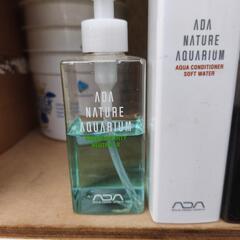 ADA
NATURE
AQUARIUM
ADA
ADA
NATURE
AQUARIUM
AQUA CONDITIONER
SOFT WATER
ADA